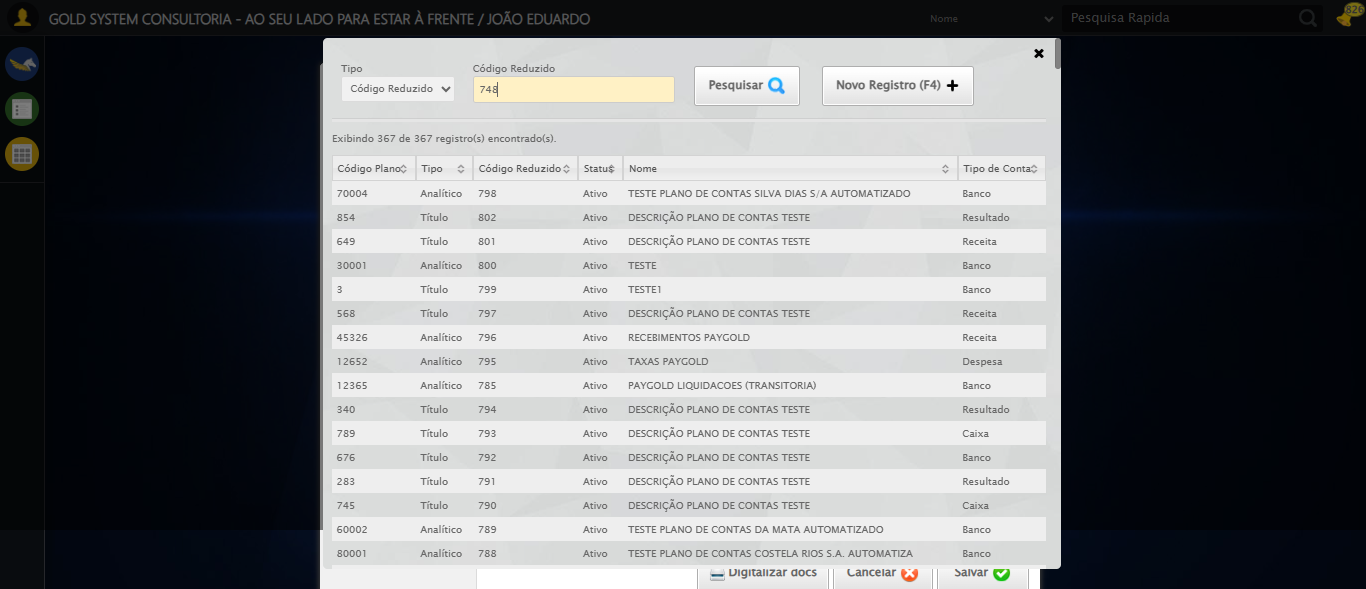 GOLD SYSTEM CONSULTORIA - AO SEU LADO PARA ESTAR À FRENTE / JOÃO EDUARDO
Nome
Pesquisa Rapida
826
Tipo
Código Reduzido
Código Reduzido
748
Pesquisar
Novo Registro (F4)
Exibindo 367 de 367 registro(s) encontrado(s).
Código Plano Tipo Código Reduzido Status Nome Tipo de Conta
70004 Analítico 798 Ativo TESTE PLANO DE CONTAS SILVA DIAS S/A AUTOMATIZADO Banco
854 Título 802 Ativo DESCRIÇÃO PLANO DE CONTAS TESTE Resultado
649 Título 801 Ativo DESCRIÇÃO PLANO DE CONTAS TESTE Receita
30001 Analítico 800 Ativo TESTE Banco
3 Título 799 Ativo TESTE1 Banco
568 Título 797 Ativo DESCRIÇÃO PLANO DE CONTAS TESTE Receita
45326 Analítico 796 Ativo RECEBIMENTOS PAYGOLD Receita
12652 Analítico 795 Ativo TAXAS PAYGOLD Despesa
12365 Analítico 785 Ativo PAYGOLD LIQUIDACOES (TRANSITORIA) Banco
340 Título 794 Ativo DESCRIÇÃO PLANO DE CONTAS TESTE Resultado
789 Título 793 Ativo DESCRIÇÃO PLANO DE CONTAS TESTE Caixa
676 Título 792 Ativo DESCRIÇÃO PLANO DE CONTAS TESTE Banco
283 Título 791 Ativo DESCRIÇÃO PLANO DE CONTAS TESTE Resultado
745 Título 790 Ativo DESCRIÇÃO PLANO DE CONTAS TESTE Caixa
60002 Analítico 789 Ativo TESTE PLANO DE CONTAS DA MATA AUTOMATIZADO Banco
80001 Analítico 788 Ativo TESTE PLANO DE CONTAS COSTELA RIOS S.A. AUTOMATIZA Banco
Digitalizar docs
Cancelar
Salvar